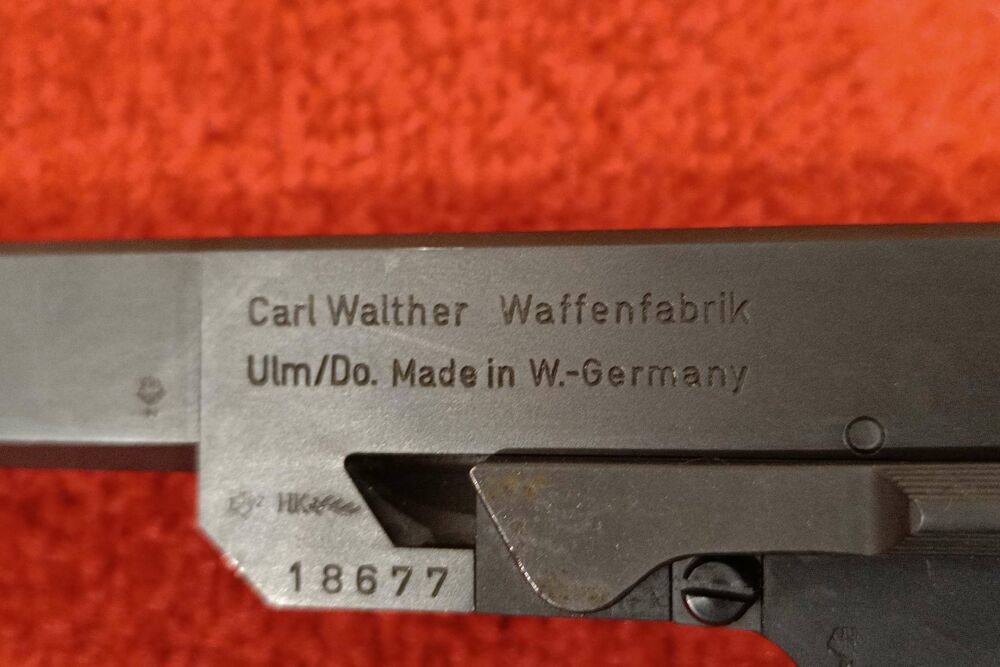 Carl Walther Waffenfabrik
Ulm/Do. Made in W.-Germany
HK
18677